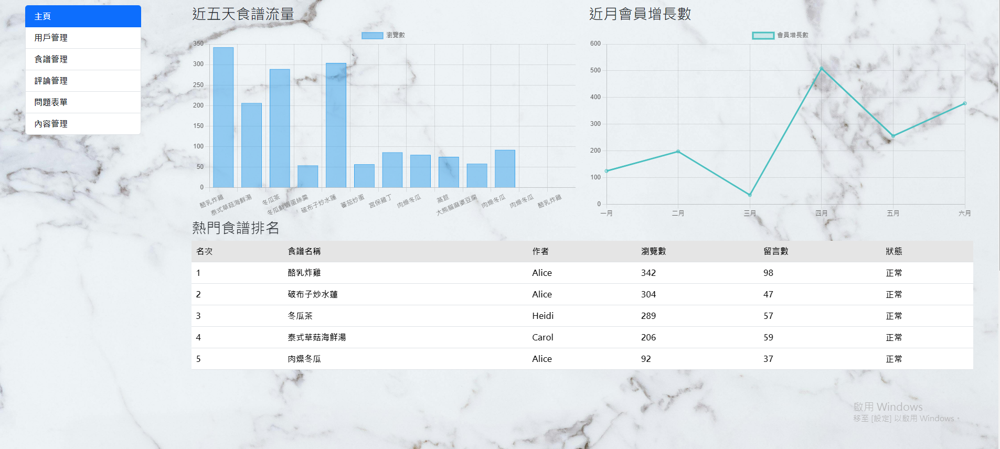 主頁
用戶管理
食譜管理
評論管理
問題表單
內容管理
近五天食譜流量
瀏覽數
350
300
250
200
150
100
50
0
酪乳炸雞
泰式草菇海鮮湯
冬瓜茶
冬瓜鮮蝦蛋絲羹
破布子炒水蓮
蕃茄炒蛋
宮保雞丁
肉燥冬瓜
萵苣
大熊貓麻婆豆腐
肉燥冬瓜
肉燥冬瓜
酪乳炸雞
近月會員增長數
會員增長數
600
500
400
300
200
100
0
一月 二月 三月 四月 五月 六月
熱門食譜排名
名次 食譜名稱 作者 瀏覽數 留言數 狀態
1 酪乳炸雞 Alice 342 98 正常
2 破布子炒水蓮 Alice 304 47 正常
3 冬瓜茶 Heidi 289 57 正常
4 泰式草菇海鮮湯 Carol 206 59 正常
5 肉燥冬瓜 Alice 92 37 正常
啟用 Windows
移至 [設定] 以啟用 Windows。